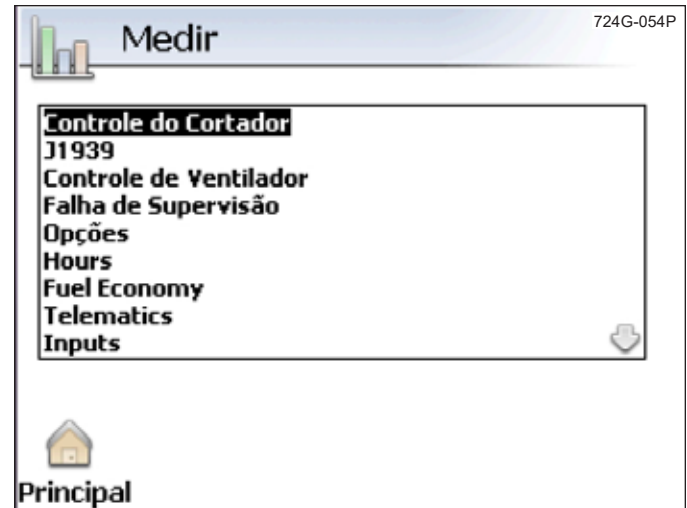 Medir
724G-054P
Controle do Cortador
J1939
Controle de Ventilador
Falha de Supervisão
Opções
Hours
Fuel Economy
Telematics
Inputs
Principal